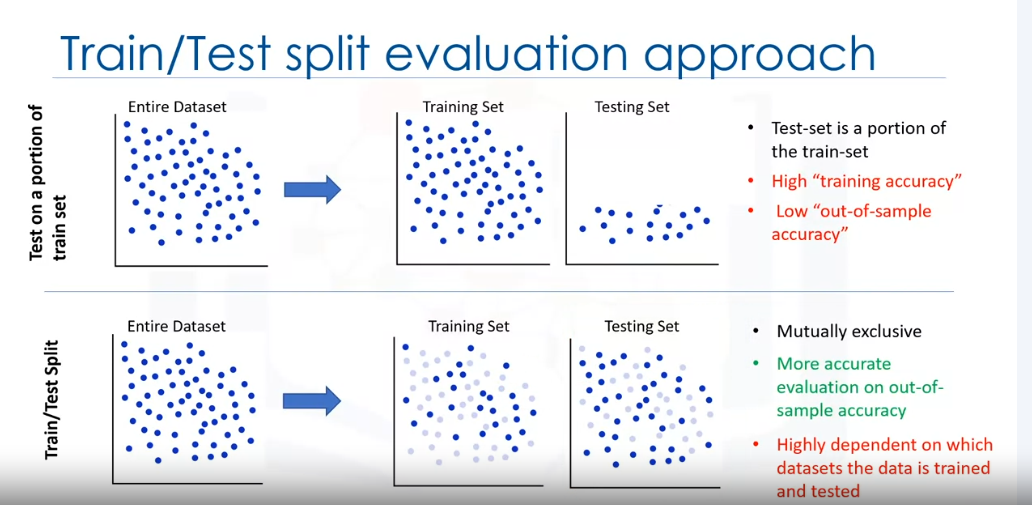 Train/Test split evaluation approach
Test on a portion of
train set
Entire Dataset
Training Set
Testing Set
• Test-set is a portion of
the train-set
• High “training accuracy”
• Low “out-of-sample
accuracy”
Train/Test Split
Entire Dataset
Training Set
Testing Set
• Mutually exclusive
• More accurate
evaluation on out-of-
sample accuracy
• Highly dependent on which
datasets the data is trained
and tested